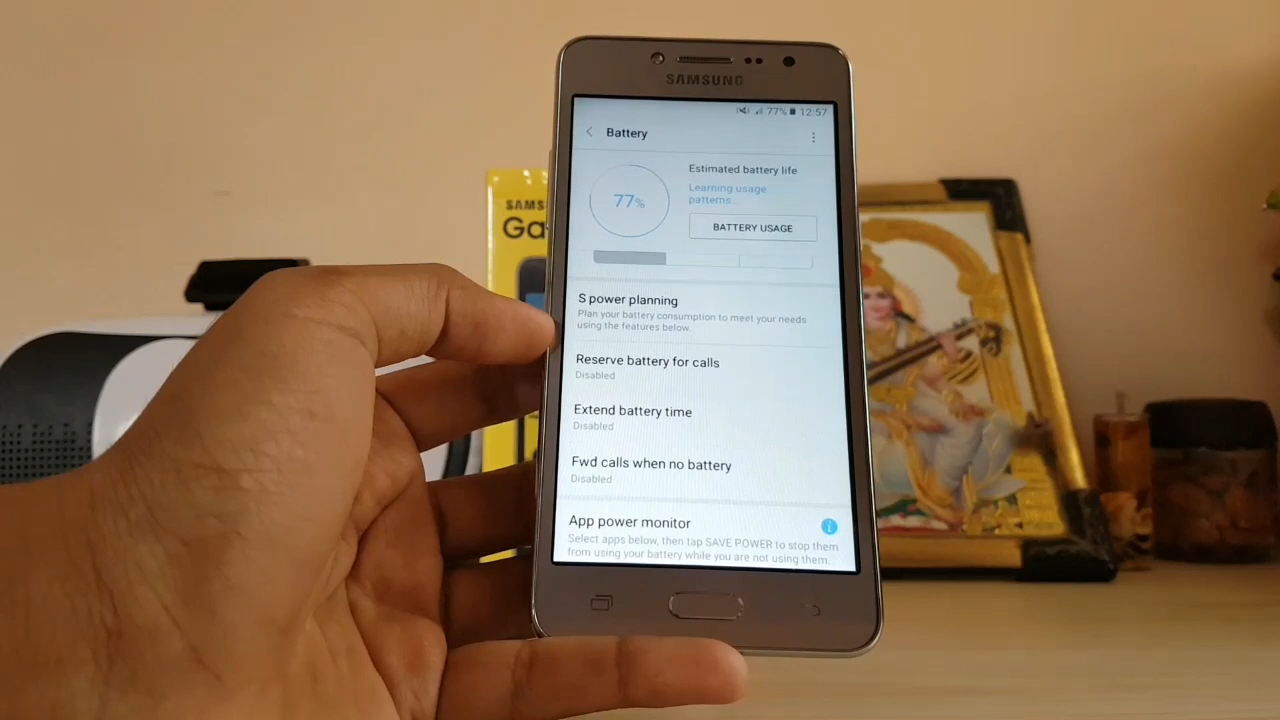 SAMSUNG
77% 12:57
Battery
77%
Estimated battery life
Learning usage
patterns...
BATTERY USAGE
S power planning
Plan your battery consumption to meet your needs
using the features below.
Reserve battery for calls
Disabled
Extend battery time
Disabled
Fwd calls when no battery
Disabled
App power monitor
Select apps below, then tap SAVE POWER to stop them
from using your battery while you are not using them.
SAMS
Ga